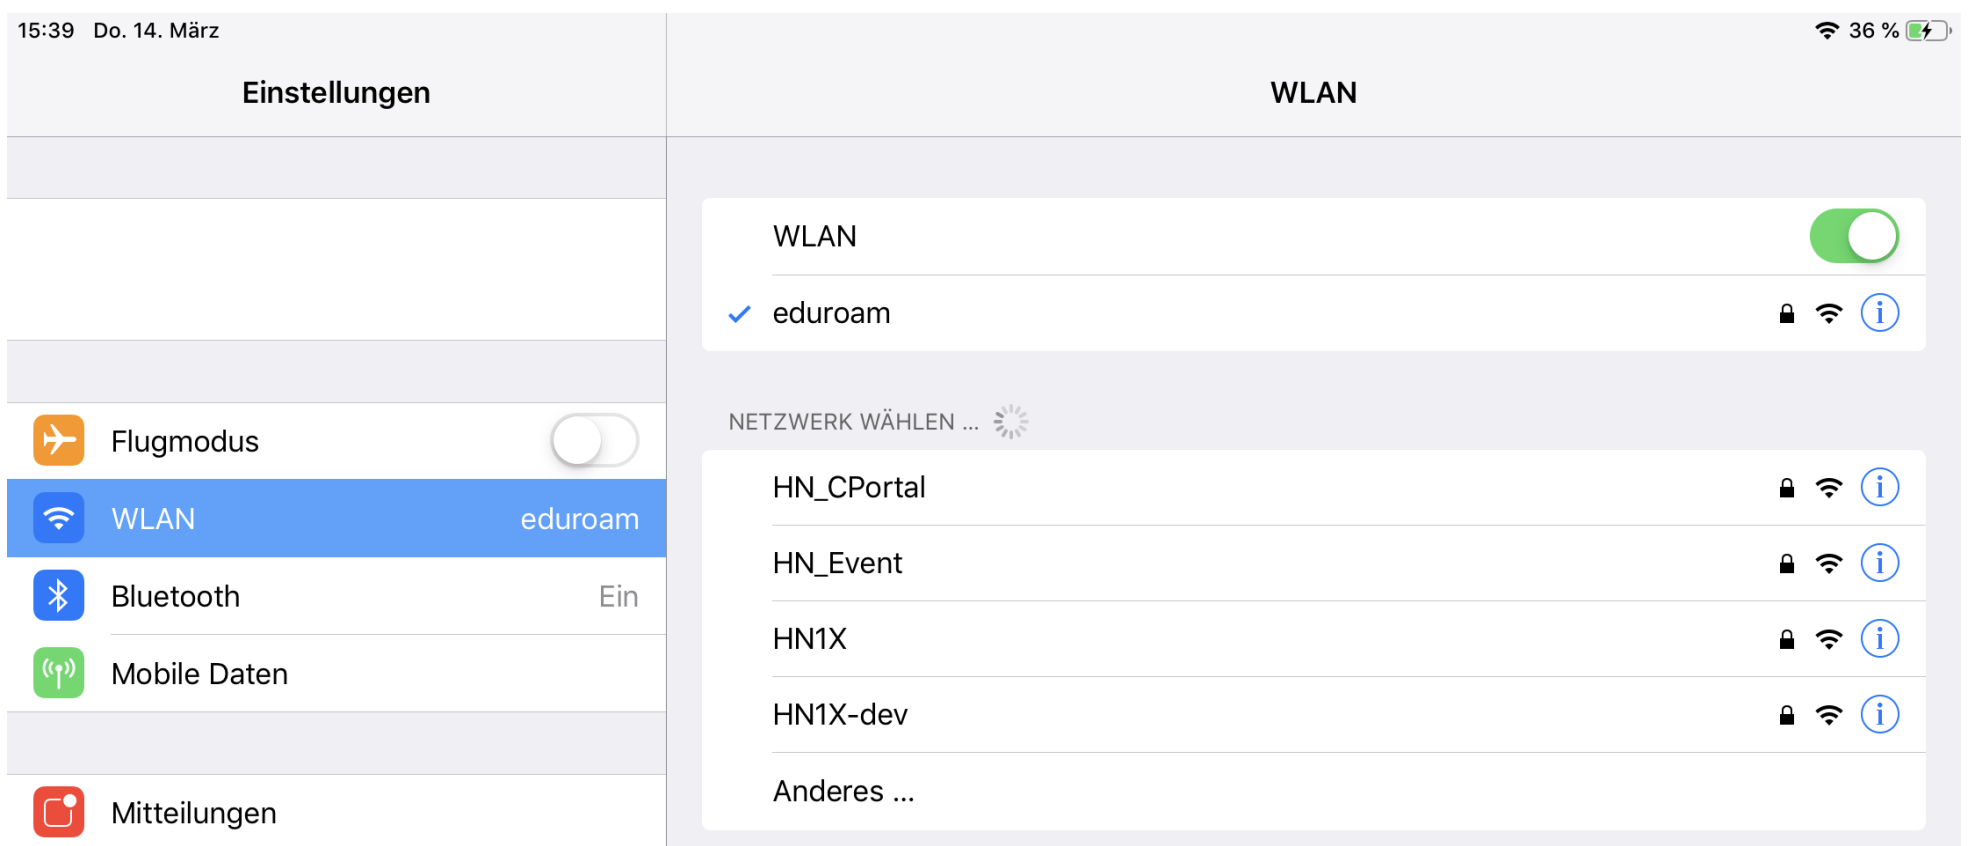 15:39 Do. 14. März
36 %
Einstellungen
WLAN
Flugmodus
WLAN eduroam
Bluetooth Ein
Mobile Daten
Mitteilungen
WLAN
eduroam
NETZWERK WÄHLEN ...
HN_CPortal
HN_Event
HN1X
HN1X-dev
Anderes ...